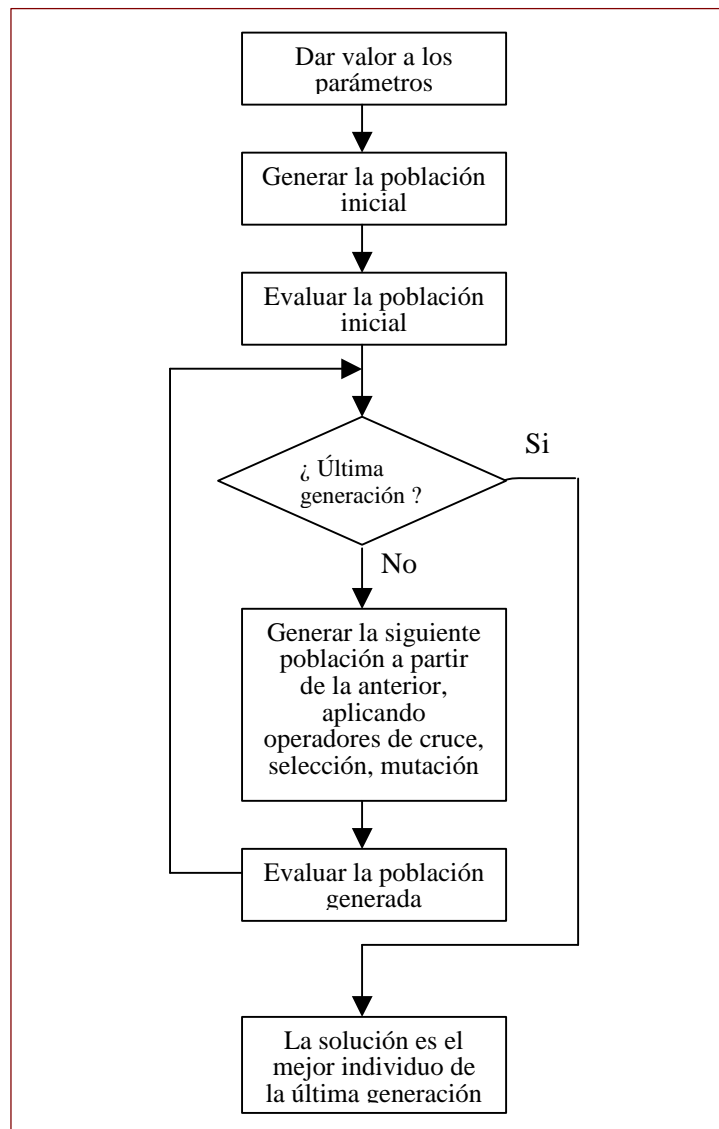 Dar valor a los
parámetros
Generar la población
inicial
Evaluar la población
inicial
¿ Última
generación ?
Si
No
Generar la siguiente
población a partir
de la anterior,
aplicando
operadores de cruce,
selección, mutación
Evaluar la población
generada
La solución es el
mejor individuo de
la última generación